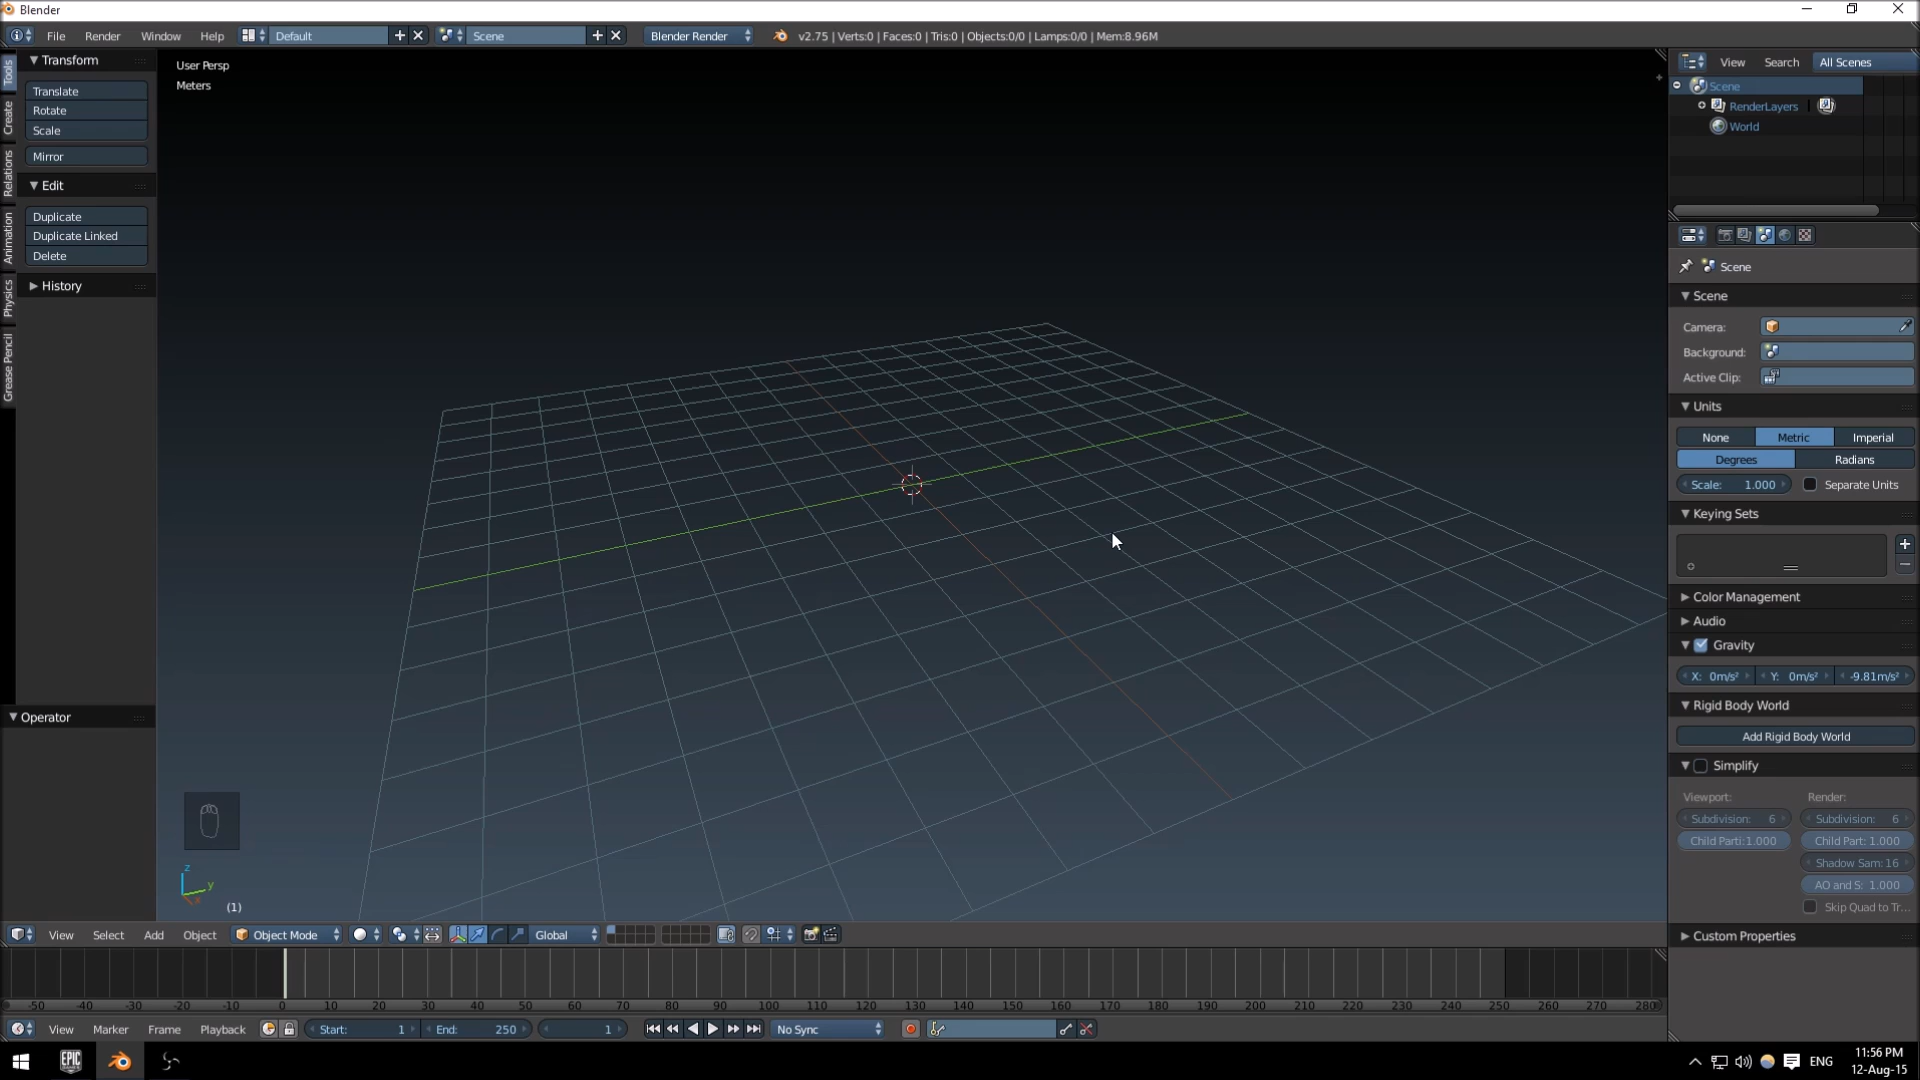 Blender
File Render Window Help Default Scene Blender Render v2.75 | Verts:0 | Faces:0 | Tris:0 | Objects:0/0 | Lamps:0/0 | Mem:8.96M
Tools
Create
Relations
Animation
Physics
Grease Pencil
Transform
Translate
Rotate
Scale
Mirror
Edit
Duplicate
Duplicate Linked
Delete
History
Operator
User Persp
Meters
z
y
x
(1)
View Search All Scenes
Scene
RenderLayers
World
Scene
Scene
Camera:
Background:
Active Clip:
Units
None Metric Imperial
Degrees Radians
Scale: 1.000 Separate Units
Keying Sets
Color Management
Audio
Gravity
X: 0m/s² Y: 0m/s² -9.81m/s²
Rigid Body World
Add Rigid Body World
Simplify
Viewport: Render:
Subdivision: 6 Subdivision: 6
Child Parti:1.000 Child Part: 1.000
Shadow Sam:16
AO and S: 1.000
Skip Quad to Tr...
Custom Properties
View Select Add Object Object Mode Global
-50 -40 -30 -20 -10 0 10 20 30 40 50 60 70 80 90 100 110 120 130 140 150 160 170 180 190 200 210 220 230 240 250 260 270 280
View Marker Frame Playback Start: 1 End: 250 1 No Sync
EPIC GAMES
ENG
11:56 PM
12-Aug-15